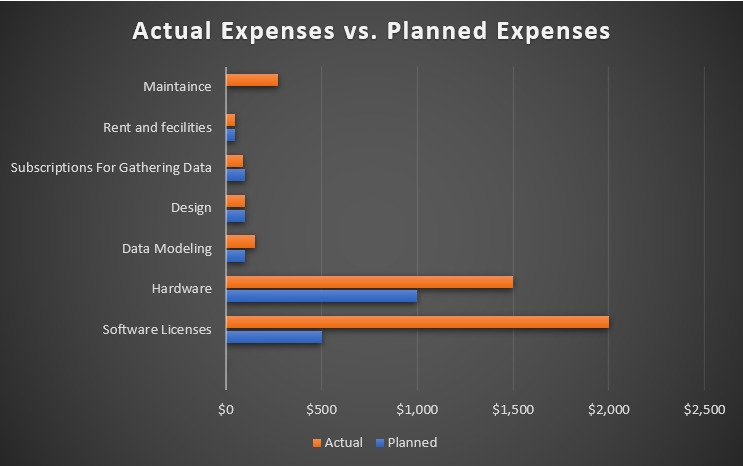 Actual Expenses vs. Planned Expenses
Maintaince
Rent and fecilities
Subscriptions For Gathering Data
Design
Data Modeling
Hardware
Software Licenses
$0 $500 $1,000 $1,500 $2,000 $2,500
Actual Planned